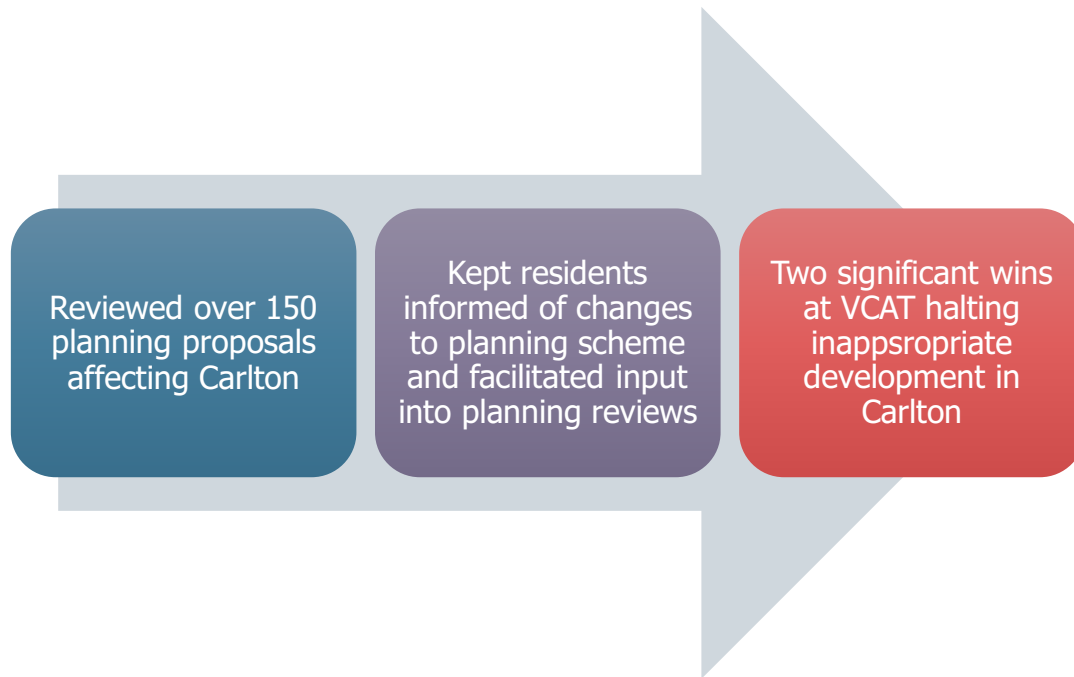 Reviewed over 150
planning proposals
affecting Carlton
Kept residents
informed of changes
to planning scheme
and facilitated input
into planning reviews
Two significant wins
at VCAT halting
inappsropriate
development in
Carlton